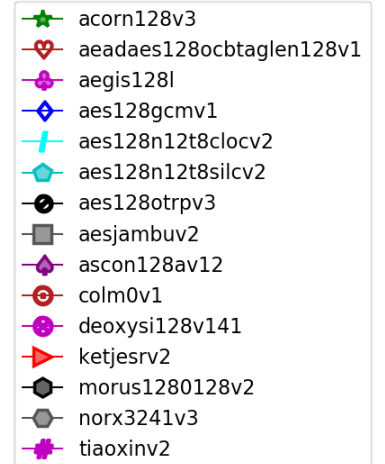 acorn128v3
aeadaes128ocbtaglen128v1
aegis128l
aes128gcmv1
aes128n12t8clocv2
aes128n12t8silcv2
aes128otrpv3
aesjambuv2
ascon128av12
colm0v1
deoxysi128v141
ketjesrv2
morus1280128v2
norx3241v3
tiaoxinv2